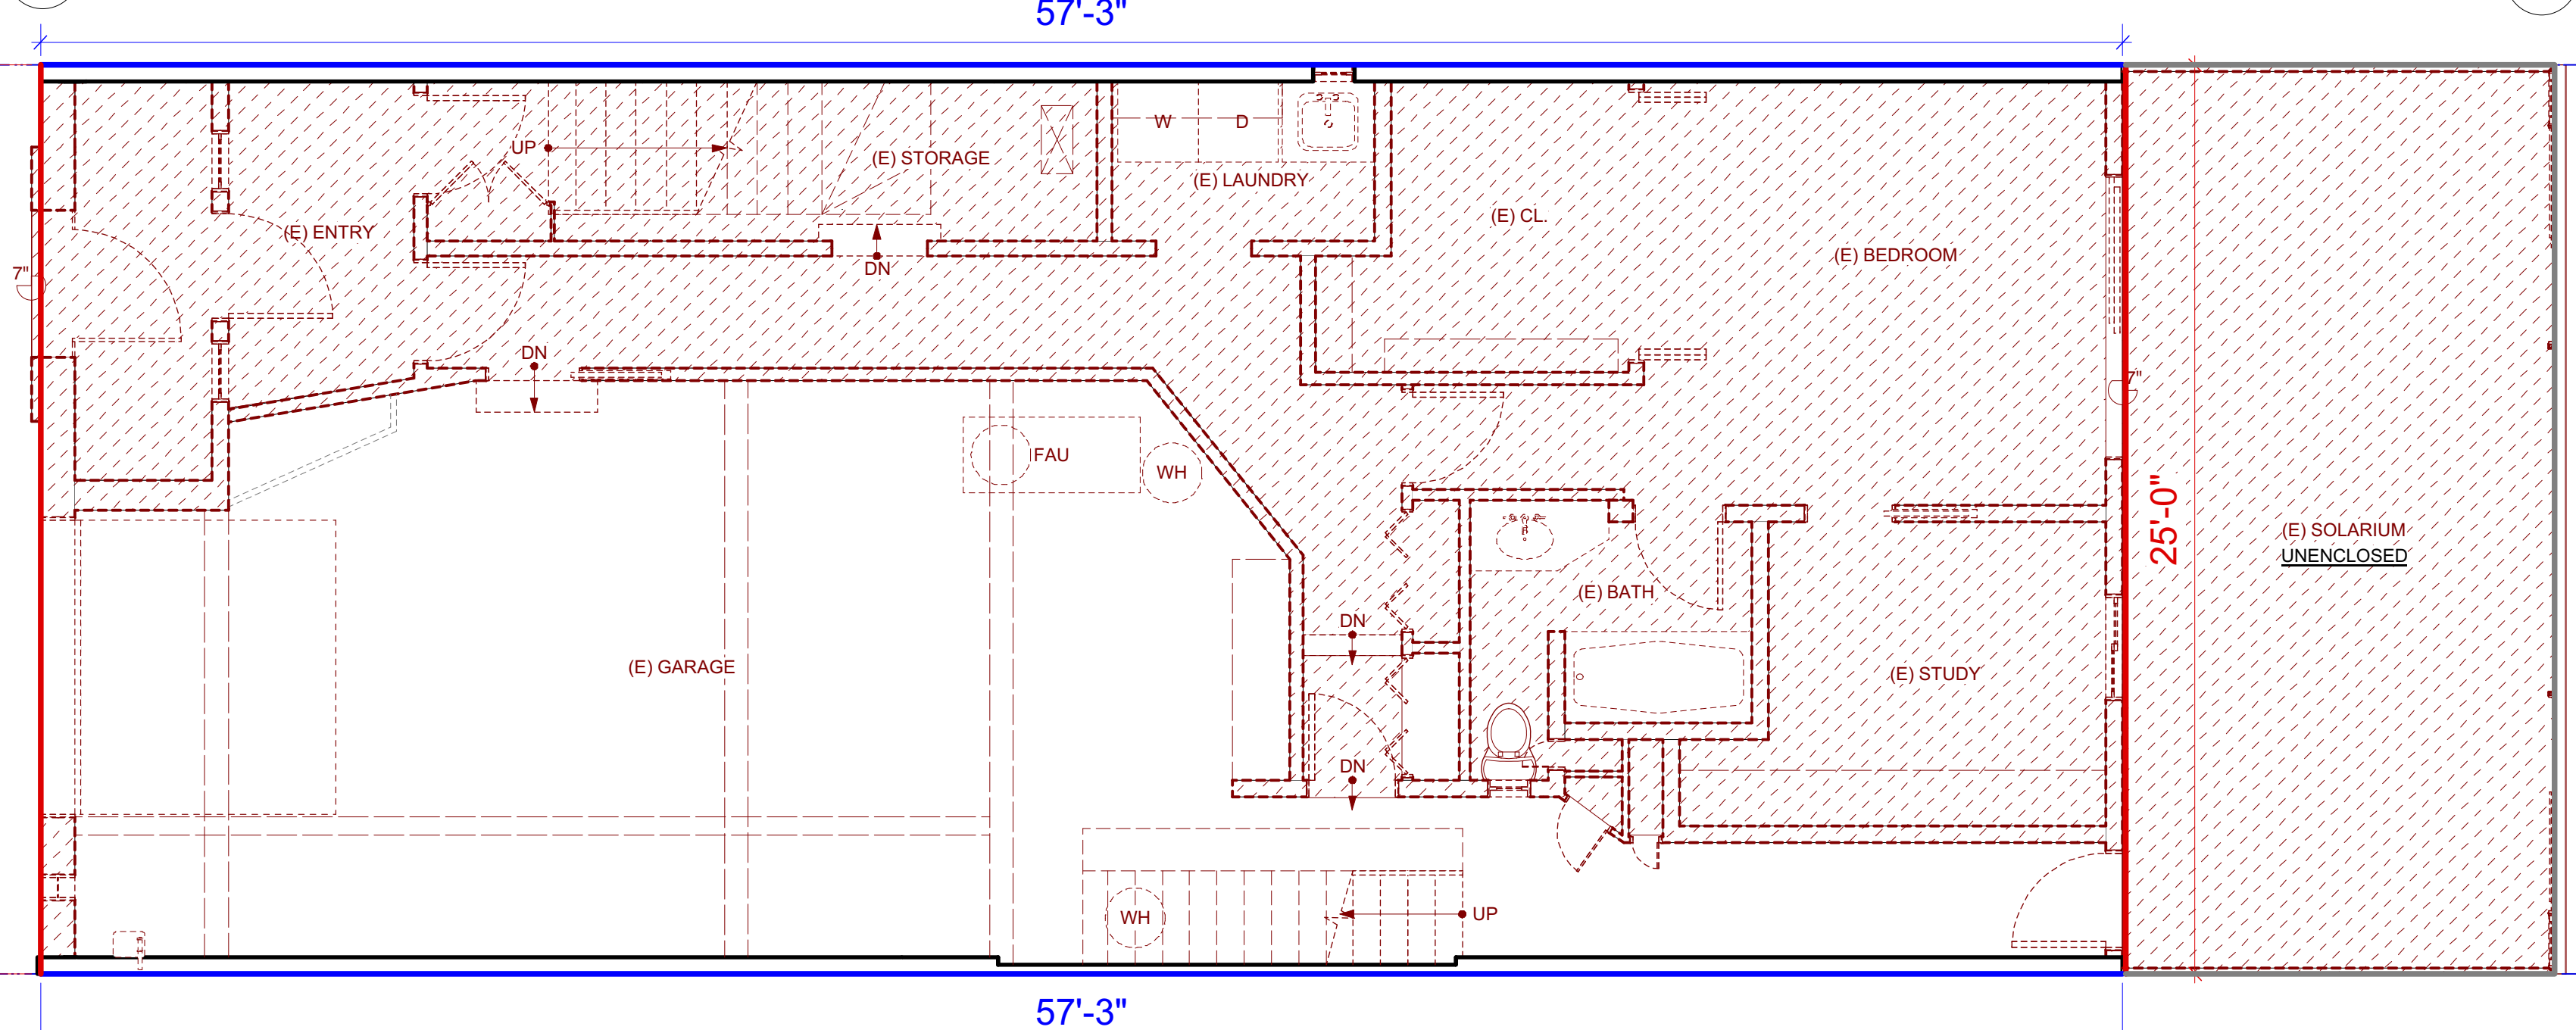 57'-3"
W
D
UP
(E) STORAGE
(E) LAUNDRY
(E) CL.
(E) ENTRY
(E) BEDROOM
7"
DN
DN
7"
FAU
WH
25'-0"
(E) SOLARIUM
UNENCLOSED
(E) BATH
DN
(E) GARAGE
(E) STUDY
DN
WH
UP
57'-3"